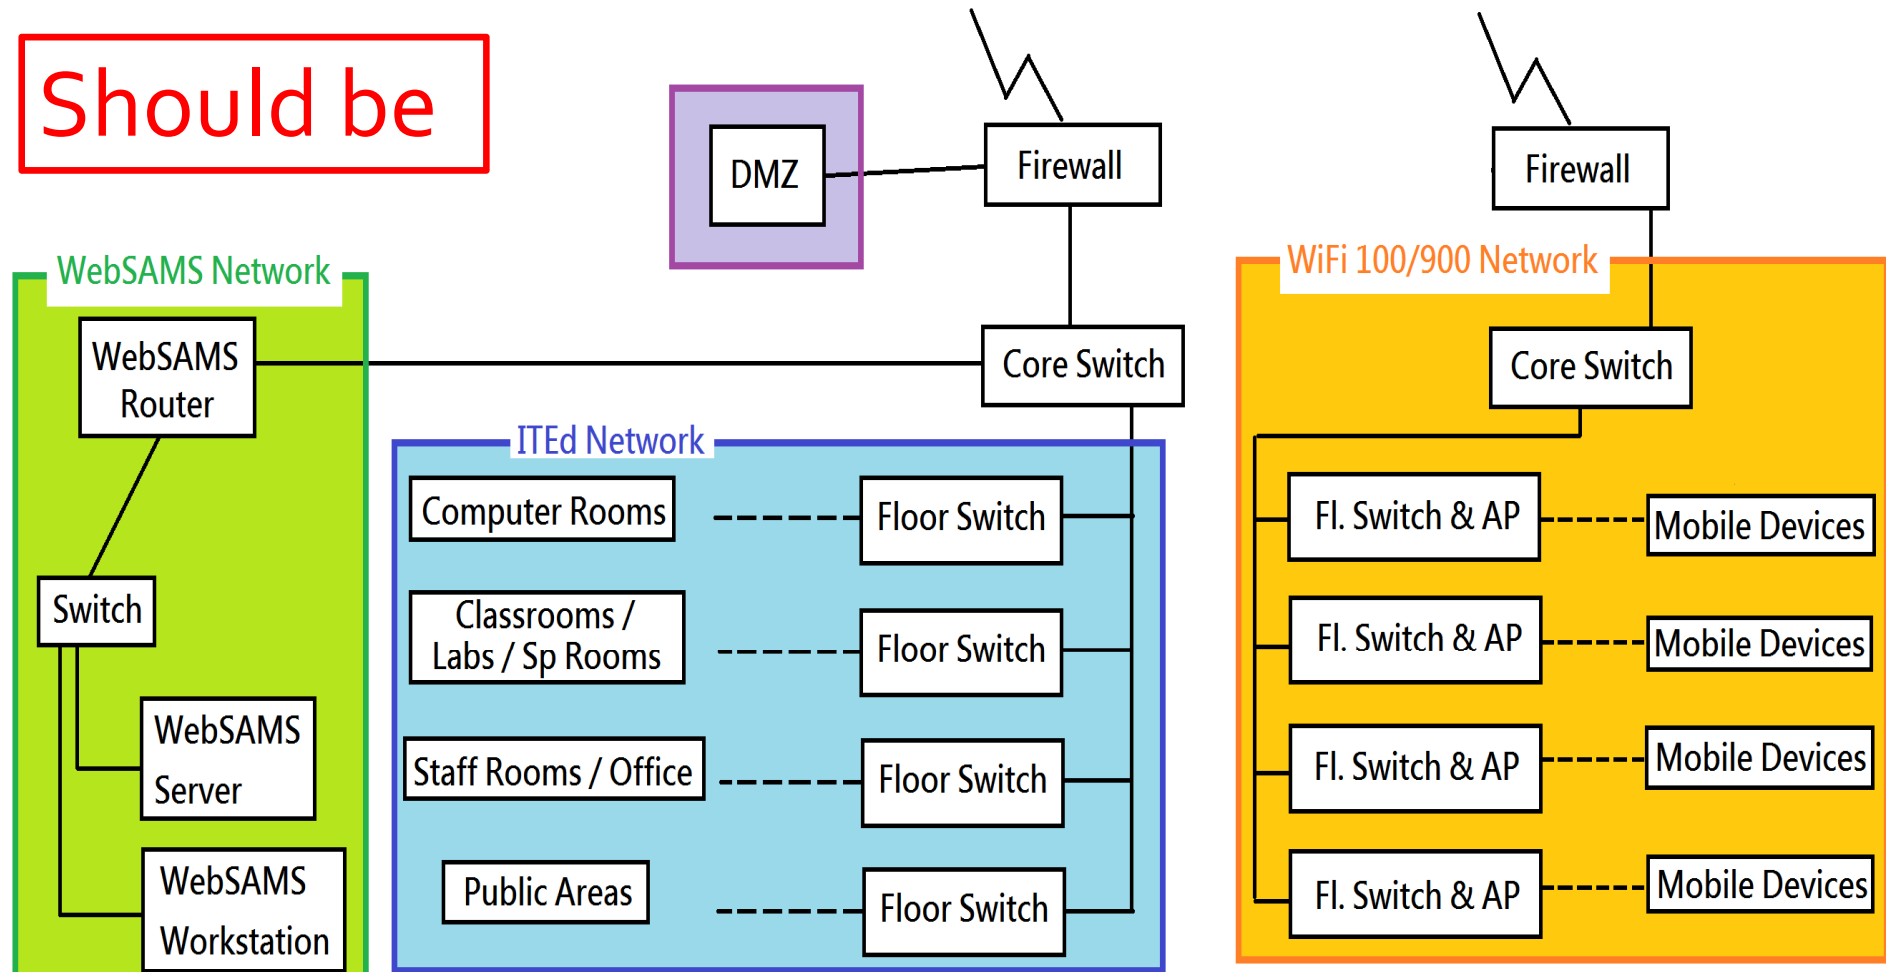 Should be
DMZ
Firewall
Firewall
WebSAMS Network
WiFi 100/900 Network
WebSAMS
Router
Core Switch
Core Switch
ITEd Network
Computer Rooms
Floor Switch
Fl. Switch & AP
Mobile Devices
Switch
Classrooms /
Labs / Sp Rooms
Floor Switch
Fl. Switch & AP
Mobile Devices
WebSAMS
Server
Staff Rooms / Office
Floor Switch
Fl. Switch & AP
Mobile Devices
WebSAMS
Workstation
Public Areas
Floor Switch
Fl. Switch & AP
Mobile Devices